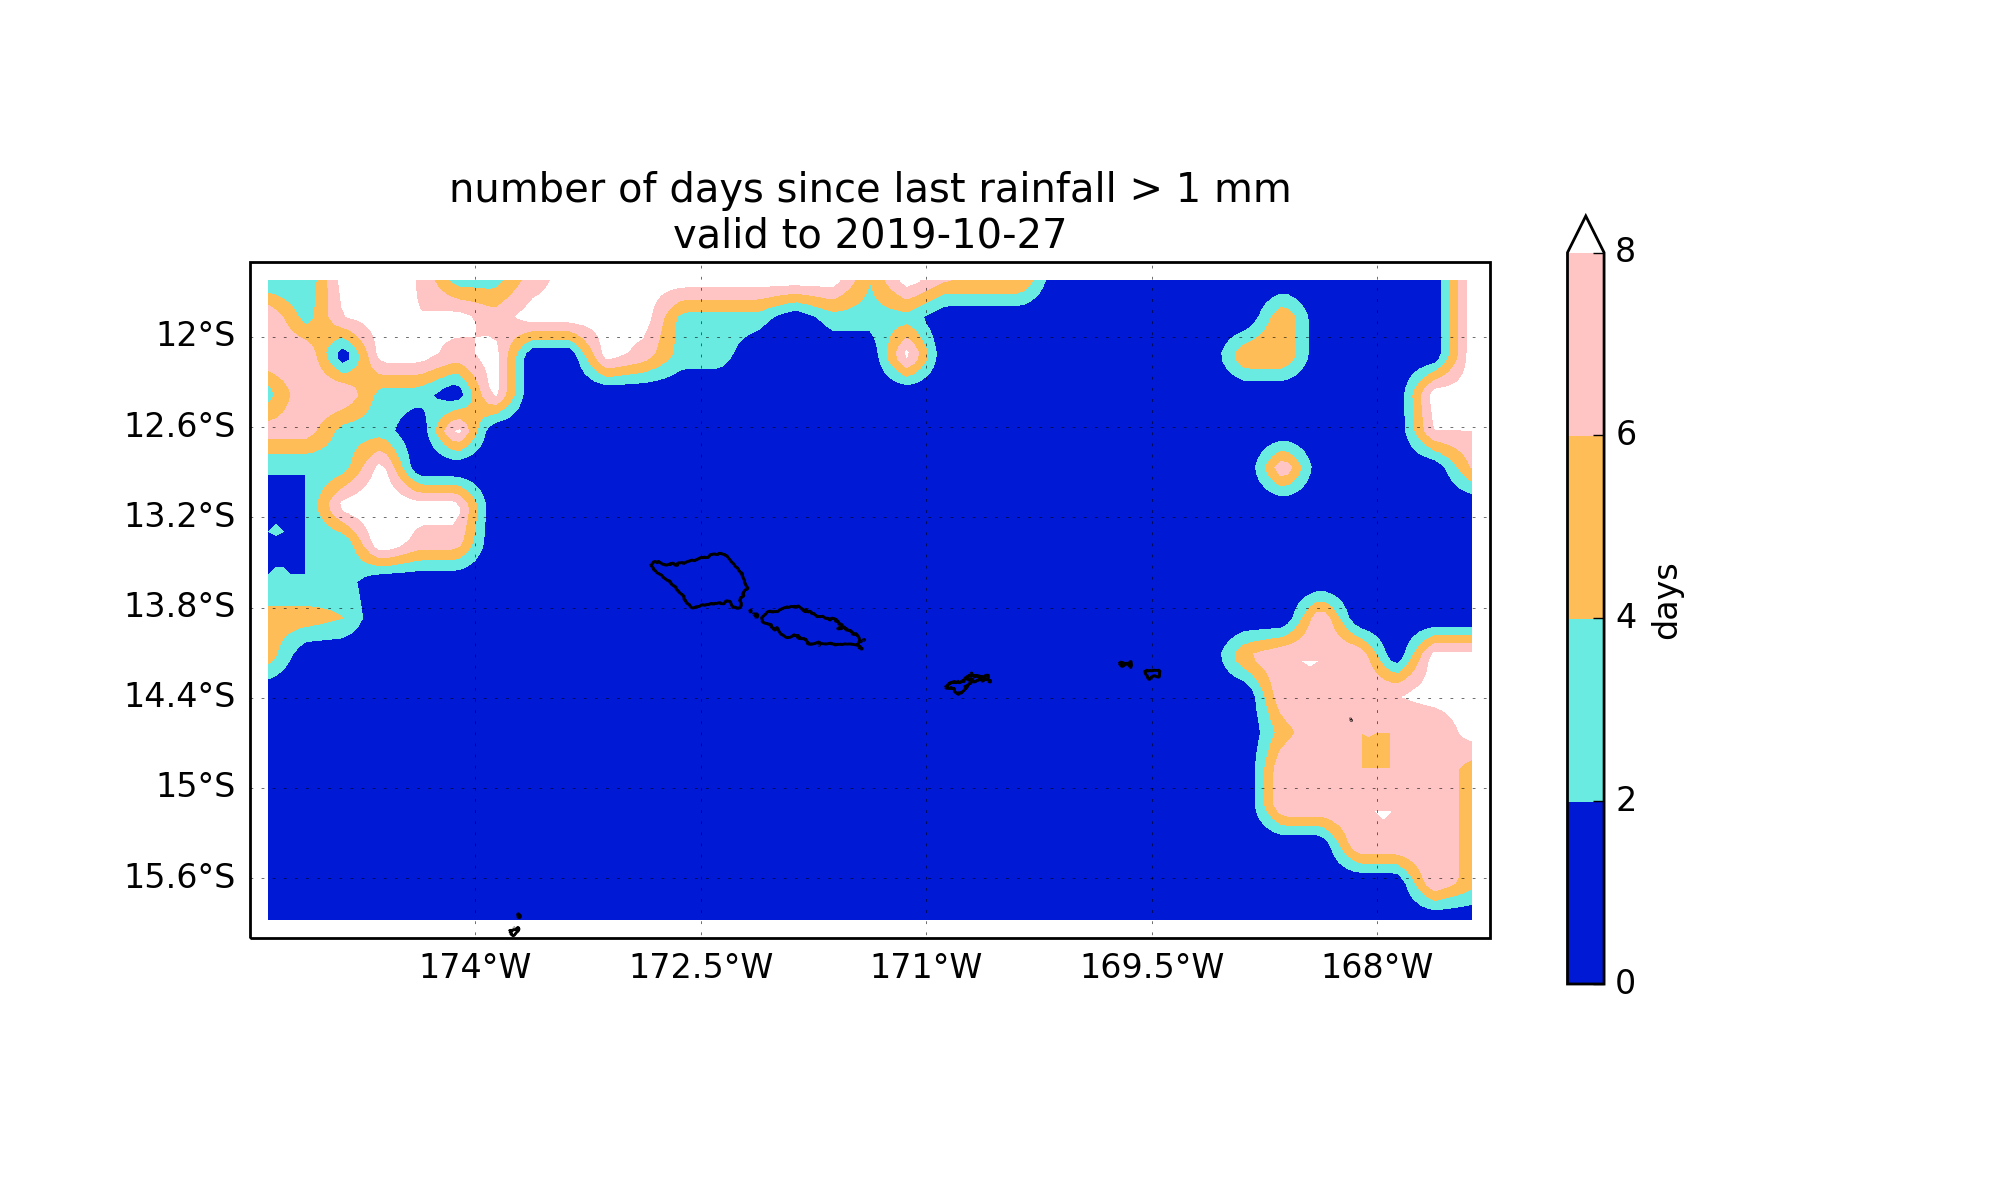 number of days since last rainfall > 1 mm
valid to 2019-10-27
12°S
12.6°S
13.2°S
13.8°S
14.4°S
15°S
15.6°S
174°W
172.5°W
171°W
169.5°W
168°W
8
6
4
2
0
days